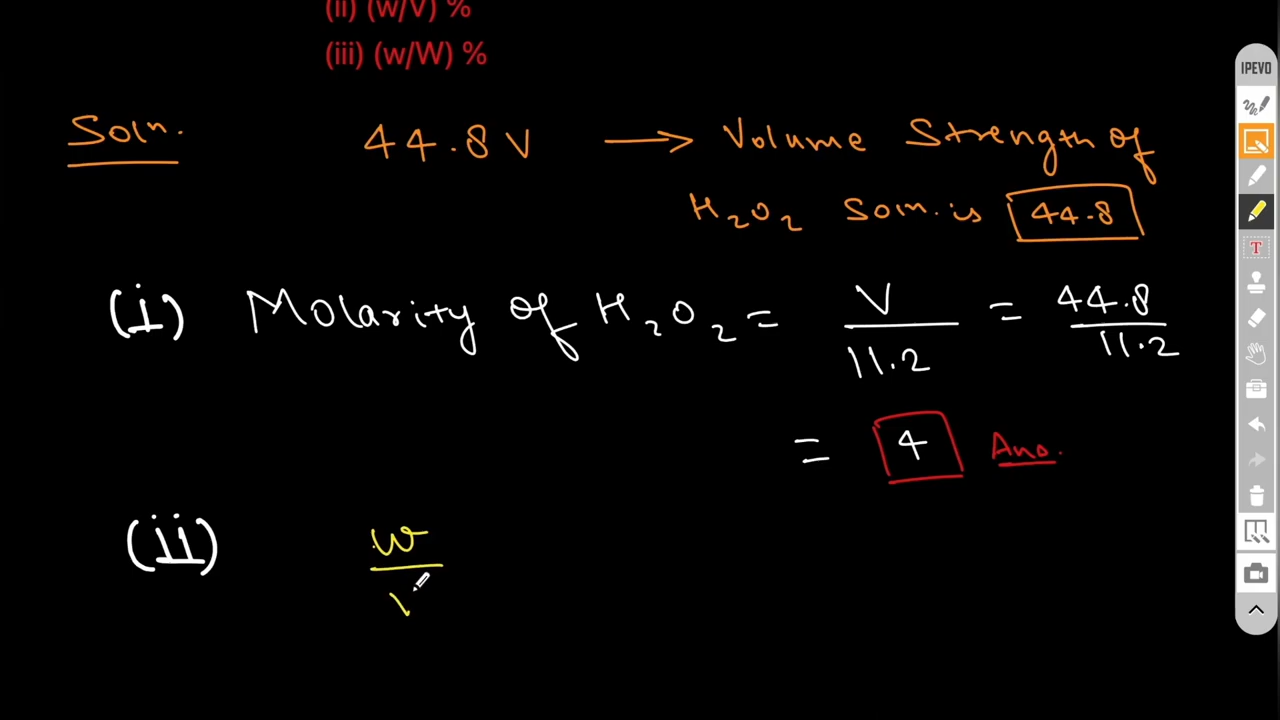 (ii) (w/V) %
(iii) (w/W) %
IPEVO
Soln. 44.8 V → Volume Strength of
H₂O₂ Soln. is 44.8
(i) Molarity of H₂O₂ = V/11.2 = 44.8/11.2
= 4 Ans.
T
(ii) w/V